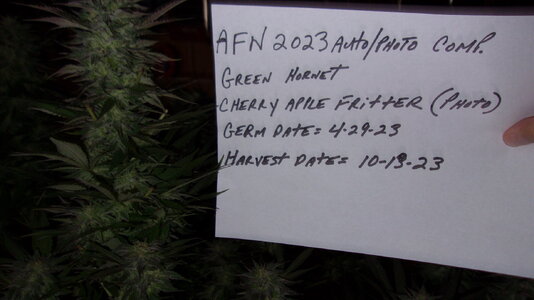 AFN 2023 AUTO/PHOTO COMP.
GREEN HORNET
CHERRY APPLE FRITTER (PHOTO)
GERM DATE= 4-29-23
HARVEST DATE= 10-13-23